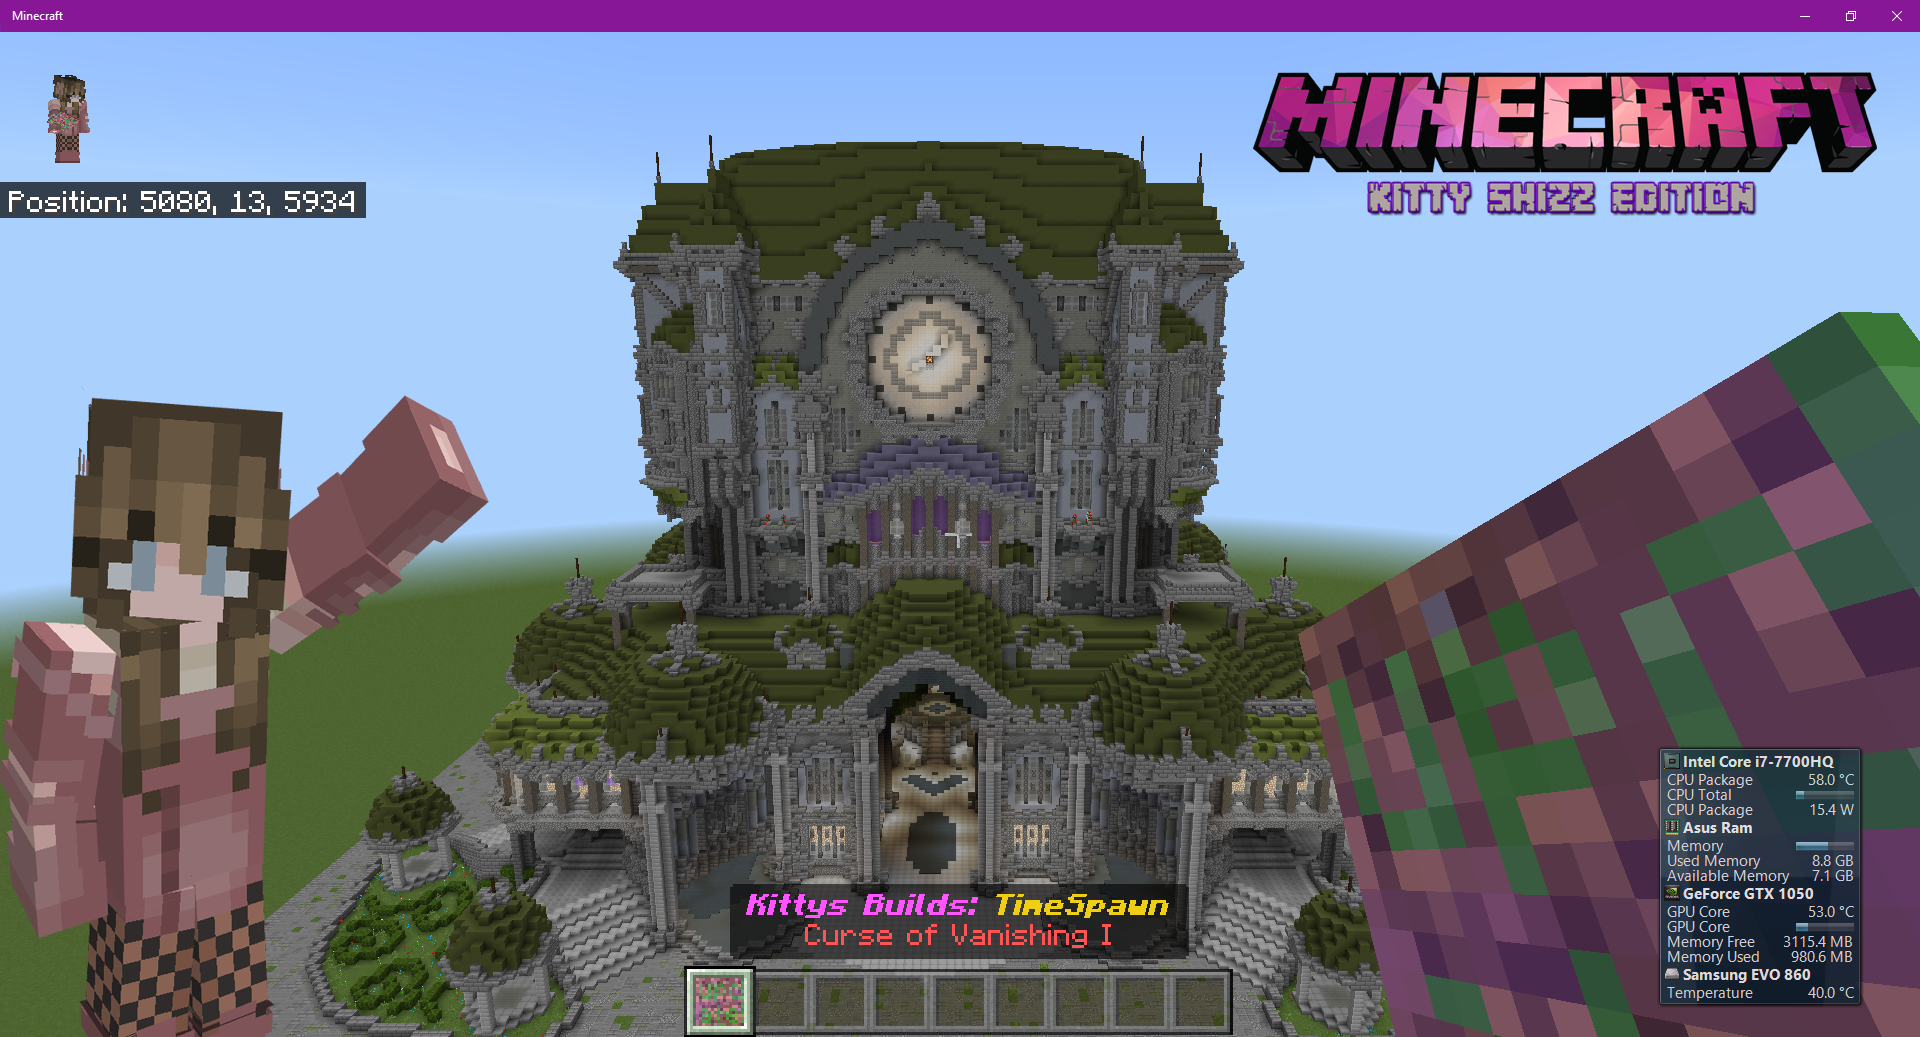 Minecraft
MINECRAFT
KITTY SHIZZ EDITION
Position: 5080, 13, 5934
Kittys Builds: TimeSpawn
Curse of Vanishing I
Intel Core i7-7700HQ
CPU Package 58.0 °C
CPU Total
CPU Package 15.4 W
Asus Ram
Memory
Used Memory 8.8 GB
Available Memory 7.1 GB
GeForce GTX 1050
GPU Core 53.0 °C
GPU Core
Memory Free 3115.4 MB
Memory Used 980.6 MB
Samsung EVO 860
Temperature 40.0 °C